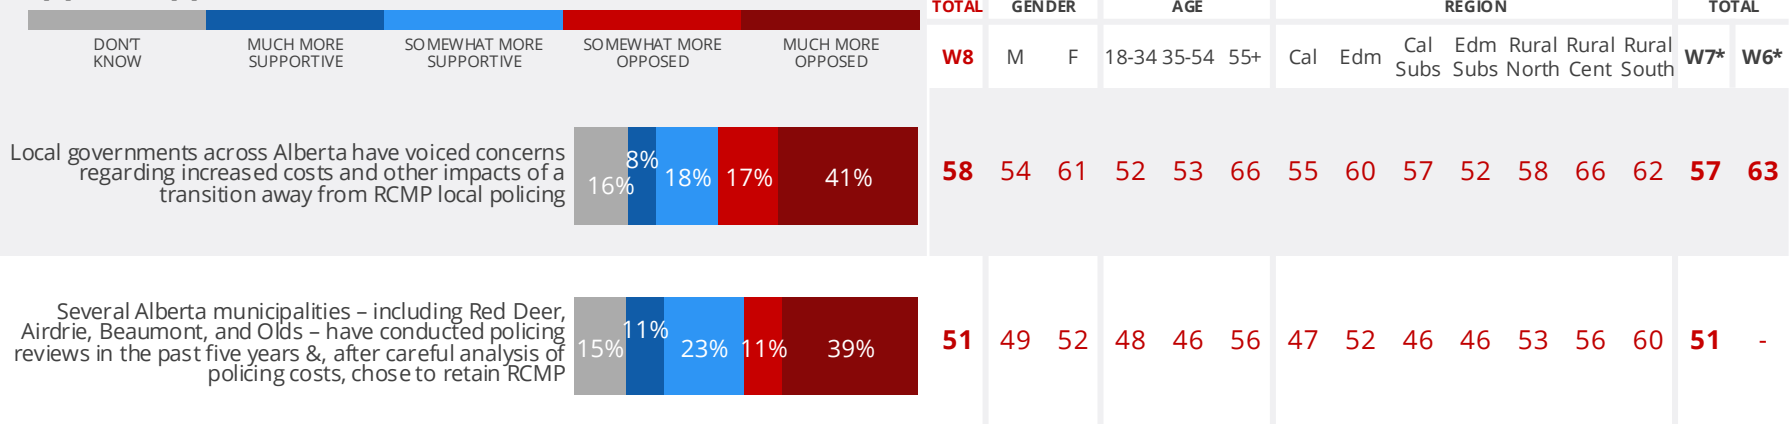 TOTAL GENDER AGE REGION TOTAL
DON'T KNOW
MUCH MORE SUPPORTIVE
SOMEWHAT MORE SUPPORTIVE
SOMEWHAT MORE OPPOSED
MUCH MORE OPPOSED
W8 M F 18-34 35-54 55+ Cal Edm Cal Subs Edm Subs Rural North Rural Cent Rural South W7* W6*
Local governments across Alberta have voiced concerns
regarding increased costs and other impacts of a
transition away from RCMP local policing
16% 8% 18% 17% 41%
58 54 61 52 53 66 55 60 57 52 58 66 62 57 63
Several Alberta municipalities – including Red Deer,
Airdrie, Beaumont, and Olds – have conducted policing
reviews in the past five years &, after careful analysis of
policing costs, chose to retain RCMP
15% 11% 23% 11% 39%
51 49 52 48 46 56 47 52 46 46 53 56 60 51 -